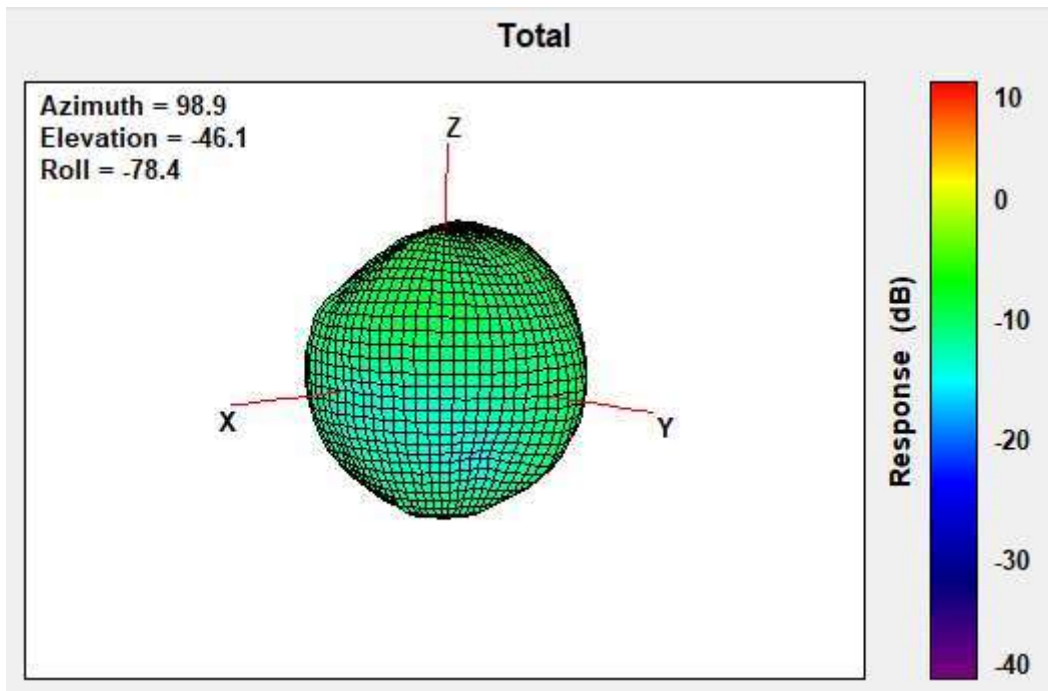 Total
Azimuth = 98.9
Elevation = -46.1
Roll = -78.4
Z
X
Y
Response (dB)
10
0
-10
-20
-30
-40